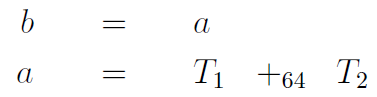 b = a
a = T₁ +₆₄ T₂